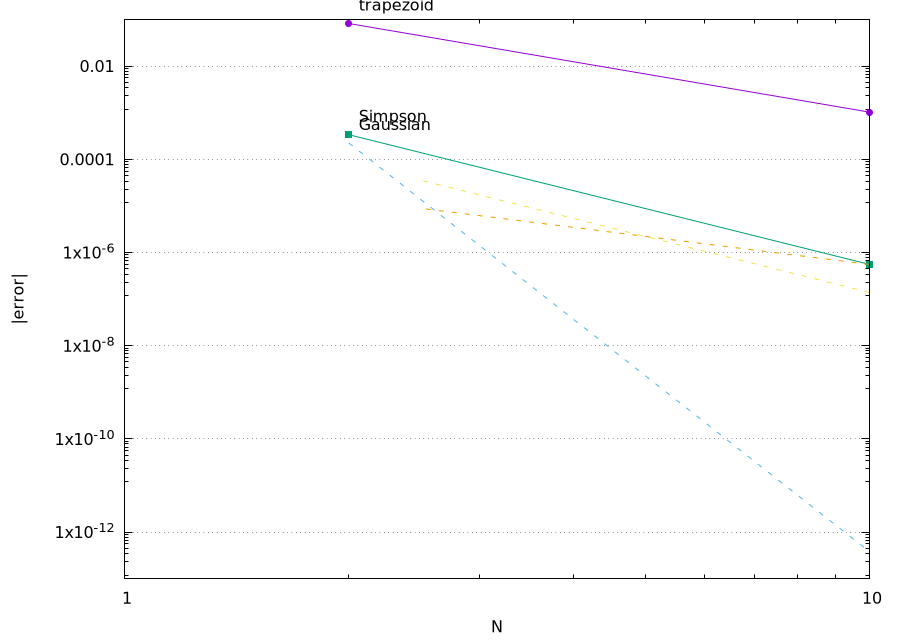 trapezoid
0.01
Simpson
Gaussian
0.0001
1x10-6
|error|
1x10-8
1x10-10
1x10-12
1
10
N